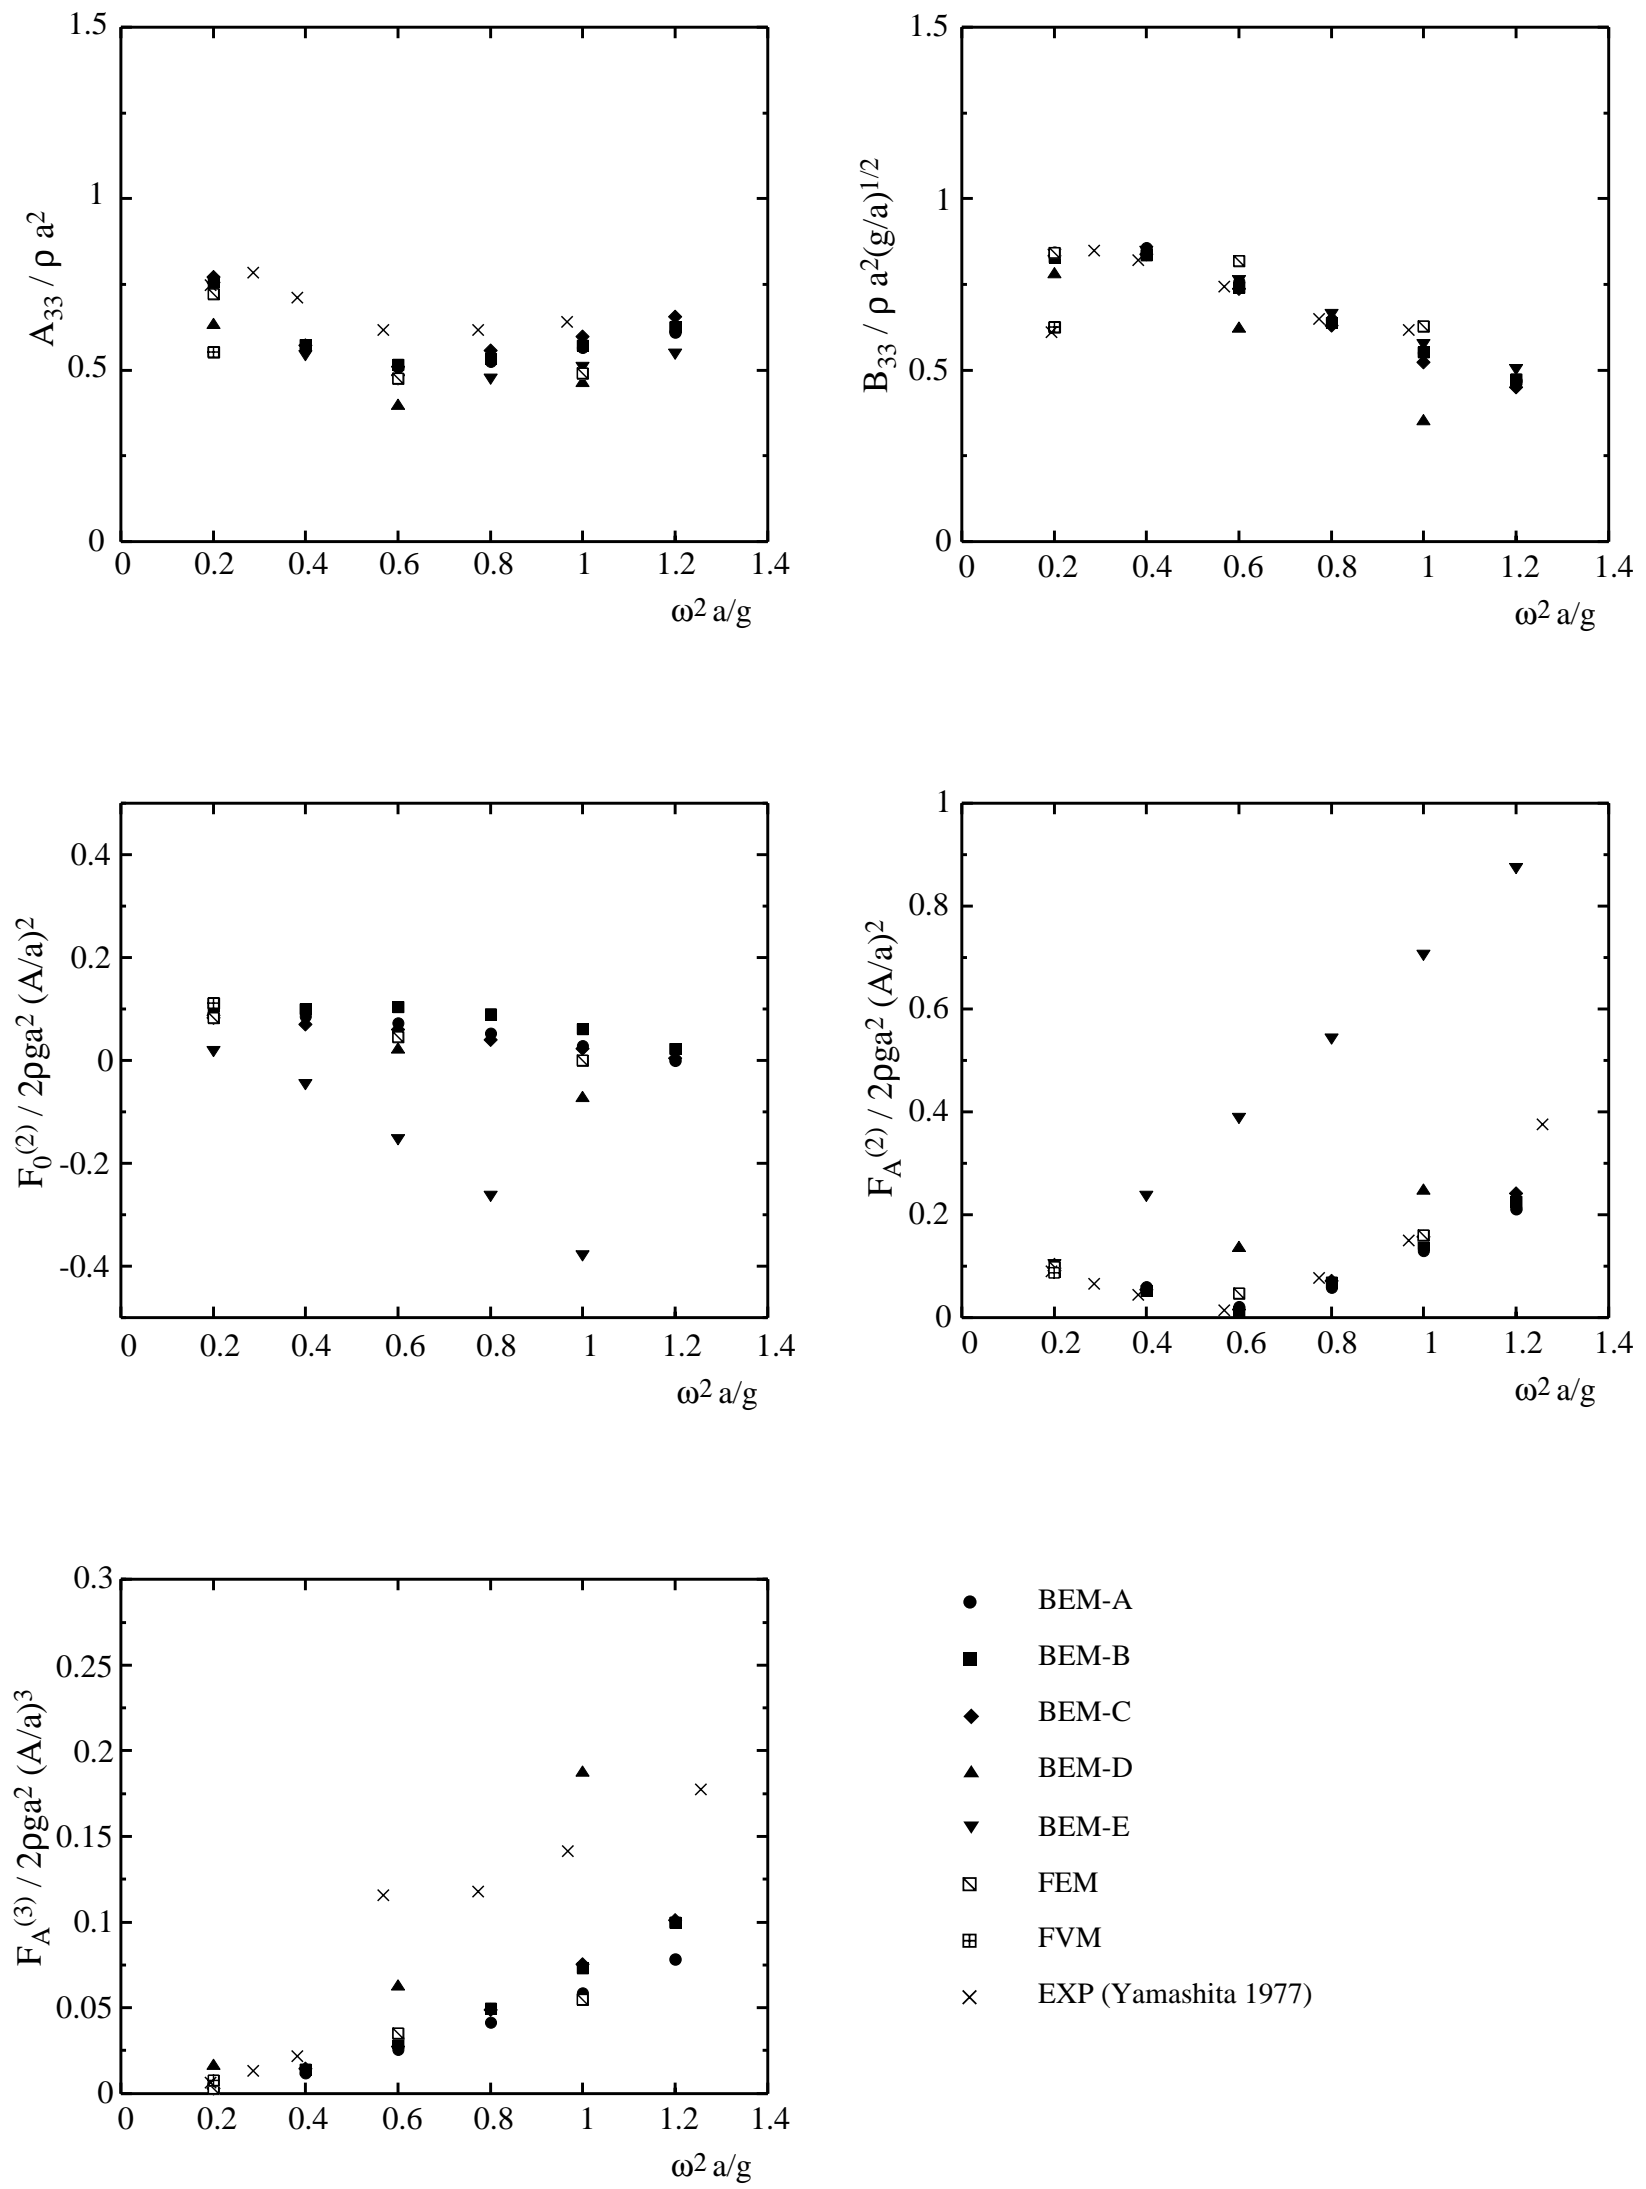 1.5
1
0.5
0
A33 / ρ a2
0 0.2 0.4 0.6 0.8 1 1.2 1.4
ω2 a/g
1.5
1
0.5
0
B33 / ρ a2(g/a)1/2
0 0.2 0.4 0.6 0.8 1 1.2 1.4
ω2 a/g
0.4
0.2
0
-0.2
-0.4
F0(2) / 2ρga2 (A/a)2
0 0.2 0.4 0.6 0.8 1 1.2 1.4
ω2 a/g
1
0.8
0.6
0.4
0.2
0
FA(2) / 2ρga2 (A/a)2
0 0.2 0.4 0.6 0.8 1 1.2 1.4
ω2 a/g
0.3
0.25
0.2
0.15
0.1
0.05
0
FA(3) / 2ρga2 (A/a)3
0 0.2 0.4 0.6 0.8 1 1.2 1.4
ω2 a/g
BEM-A
BEM-B
BEM-C
BEM-D
BEM-E
FEM
FVM
EXP (Yamashita 1977)